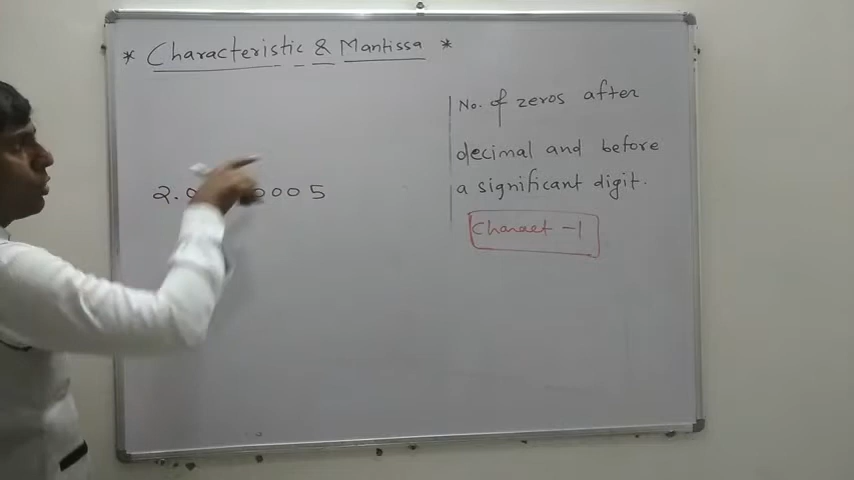 * Characteristic & Mantissa *
No. of zeros after
decimal and before
a significant digit.
Charact -1
2.0
0005